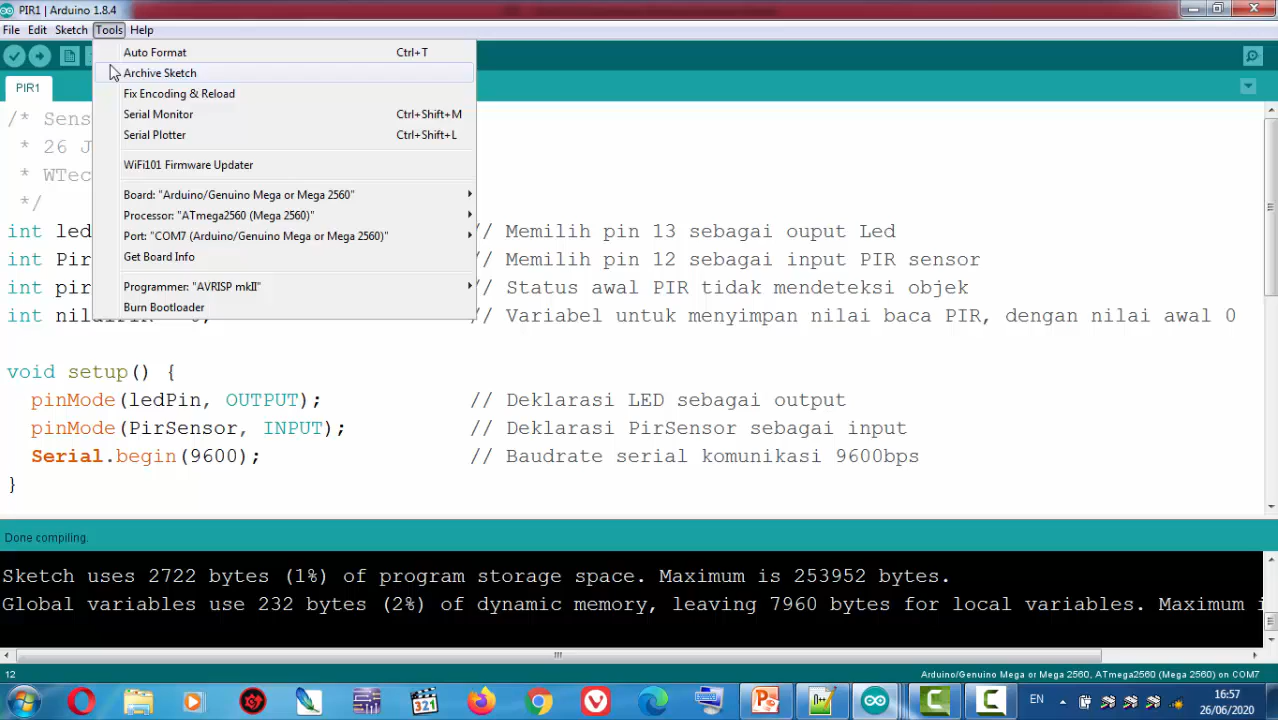 PIR1 | Arduino 1.8.4
File Edit Sketch Tools Help
Auto Format Ctrl+T
Archive Sketch
Fix Encoding & Reload
Serial Monitor Ctrl+Shift+M
Serial Plotter Ctrl+Shift+L
WiFi101 Firmware Updater
Board: "Arduino/Genuino Mega or Mega 2560"
Processor: "ATmega2560 (Mega 2560)"
Port: "COM7 (Arduino/Genuino Mega or Mega 2560)"
Get Board Info
Programmer: "AVRISP mkII"
Burn Bootloader
PIR1
/* Sens
* 26 J
* WTec
*/
int led // Memilih pin 13 sebagai ouput Led
int Pir // Memilih pin 12 sebagai input PIR sensor
int pir // Status awal PIR tidak mendeteksi objek
int // Variabel untuk menyimpan nilai baca PIR, dengan nilai awal 0
void setup() {
pinMode(ledPin, OUTPUT); // Deklarasi LED sebagai output
pinMode(PirSensor, INPUT); // Deklarasi PirSensor sebagai input
Serial.begin(9600); // Baudrate serial komunikasi 9600bps
}
Done compiling.
Sketch uses 2722 bytes (1%) of program storage space. Maximum is 253952 bytes.
Global variables use 232 bytes (2%) of dynamic memory, leaving 7960 bytes for local variables. Maximum i
12 Arduino/Genuino Mega or Mega 2560, ATmega2560 (Mega 2560) on COM7
321 EN 16:57
26/06/2020